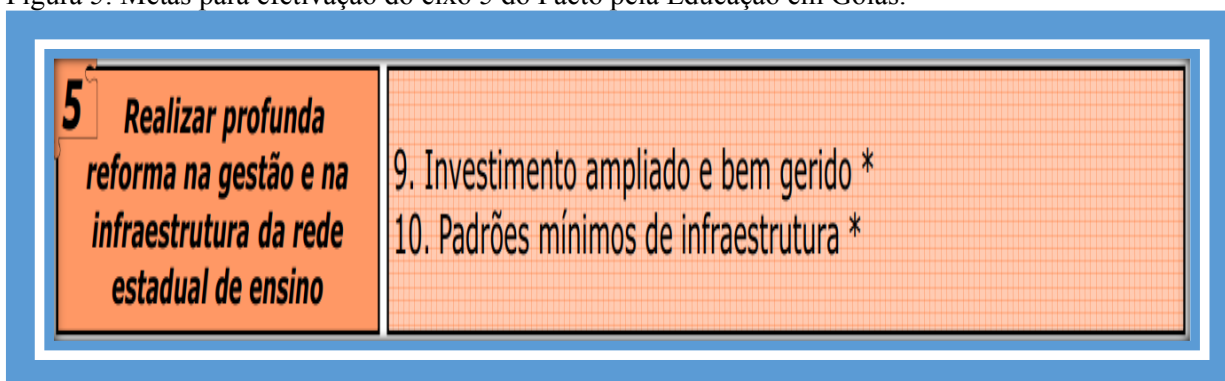 Figura 5: Metas para efetivação do eixo 5 do Pacto pela Educação em Goiás.
5
Realizar profunda
reforma na gestão e na
infraestrutura da rede
estadual de ensino
9. Investimento ampliado e bem gerido *
10. Padrões mínimos de infraestrutura *